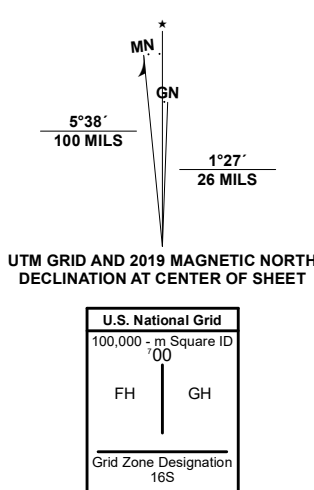 MN
GN
5°38´
100 MILS
1°27´
26 MILS
UTM GRID AND 2019 MAGNETIC NORTH
DECLINATION AT CENTER OF SHEET
U.S. National Grid
100,000 - m Square ID
⁷00
FH GH
Grid Zone Designation
16S